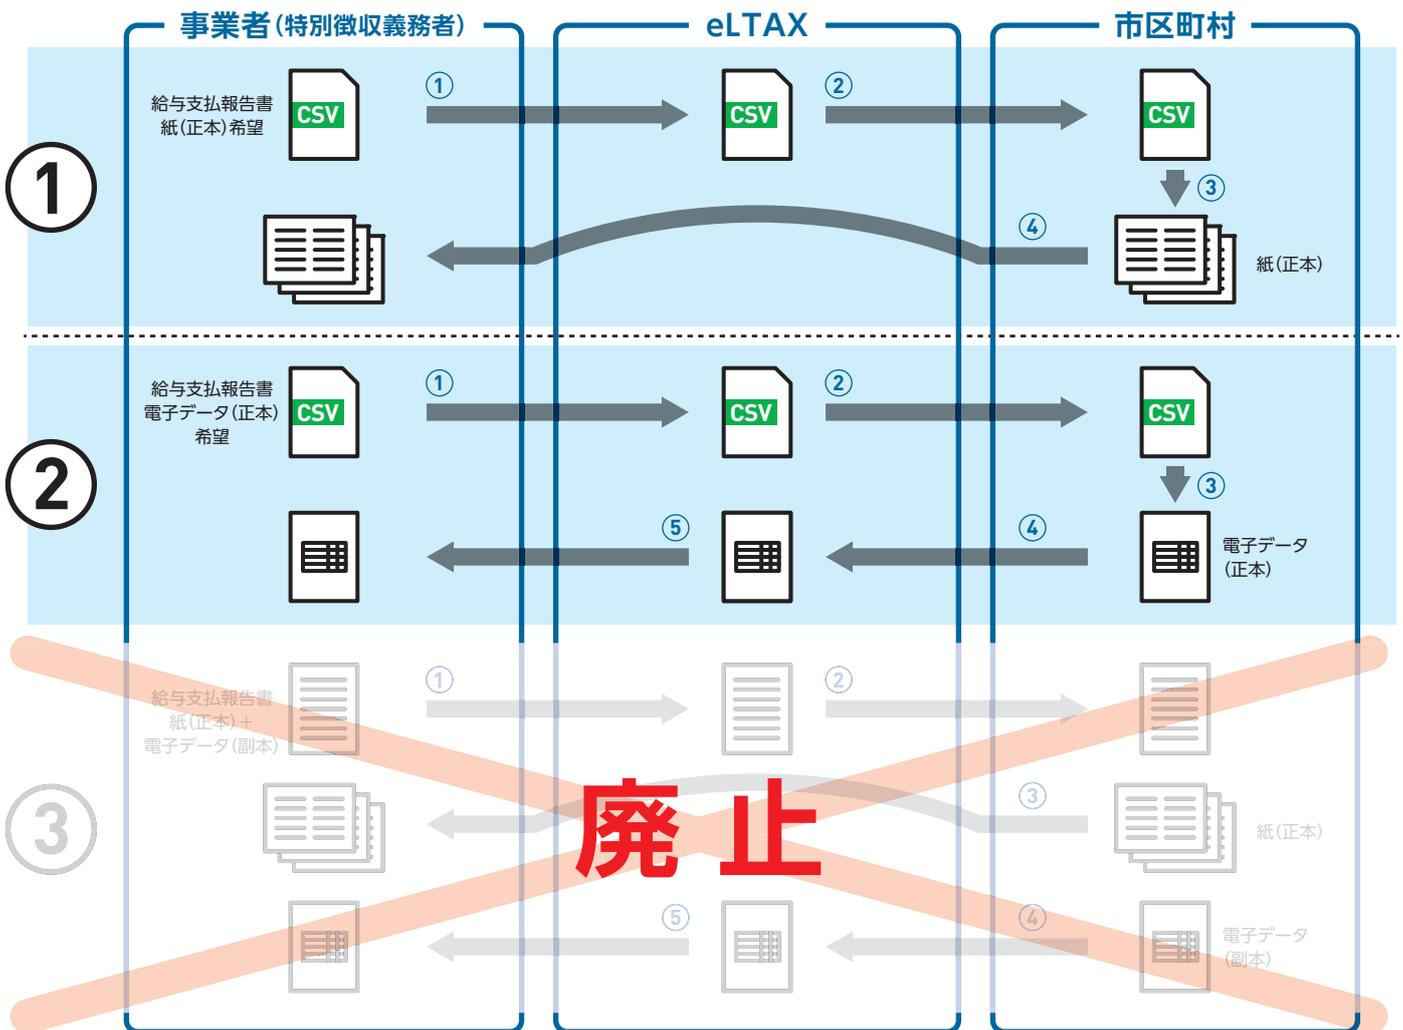 事業者（特別徴収義務者）
eLTAX
市区町村
①
給与支払報告書
紙（正本）希望
CSV
①
CSV
②
CSV
③
④
紙（正本）
②
給与支払報告書
電子データ（正本）
希望
CSV
①
CSV
②
CSV
③
⑤
④
電子データ
（正本）
③
給与支払報告書
紙（正本）＋
電子データ（副本）
①
②
③
紙（正本）
廃止
⑤
④
電子データ
（副本）